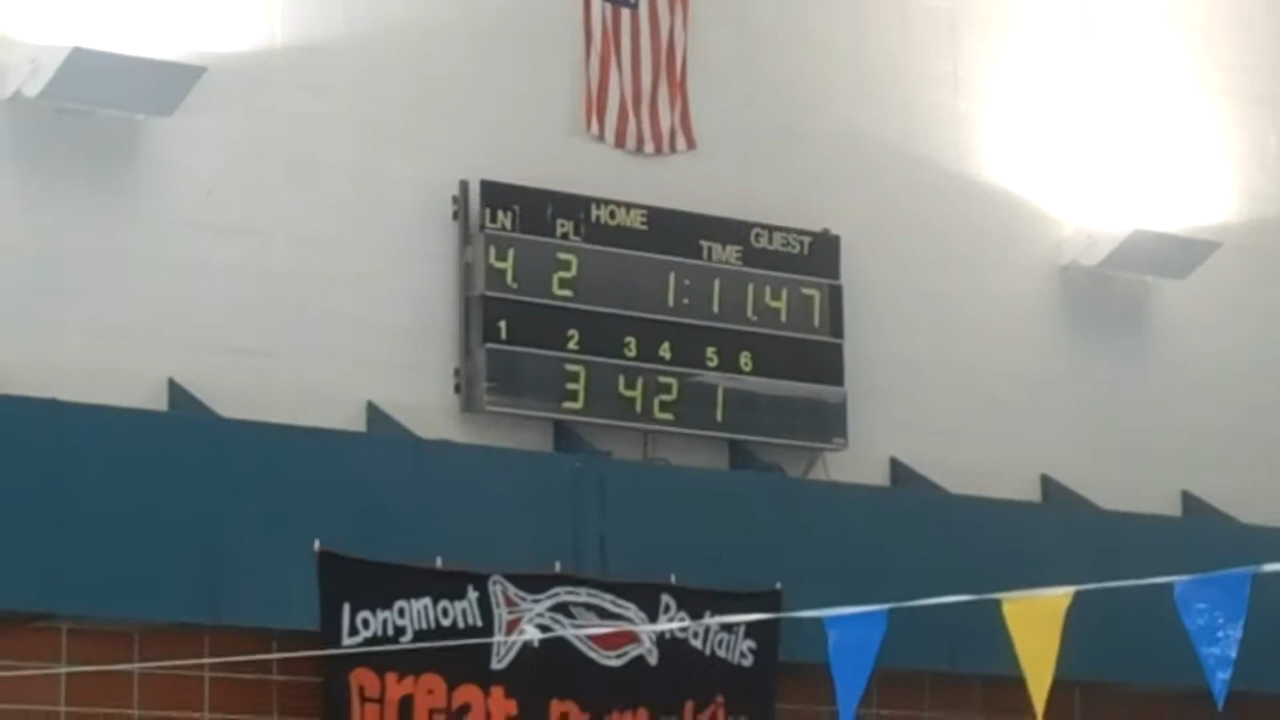 LN PL HOME TIME GUEST
4. 2 1:11.47
1 2 3 4 5 6
3 4 2 1
Longmont Redtails
Great